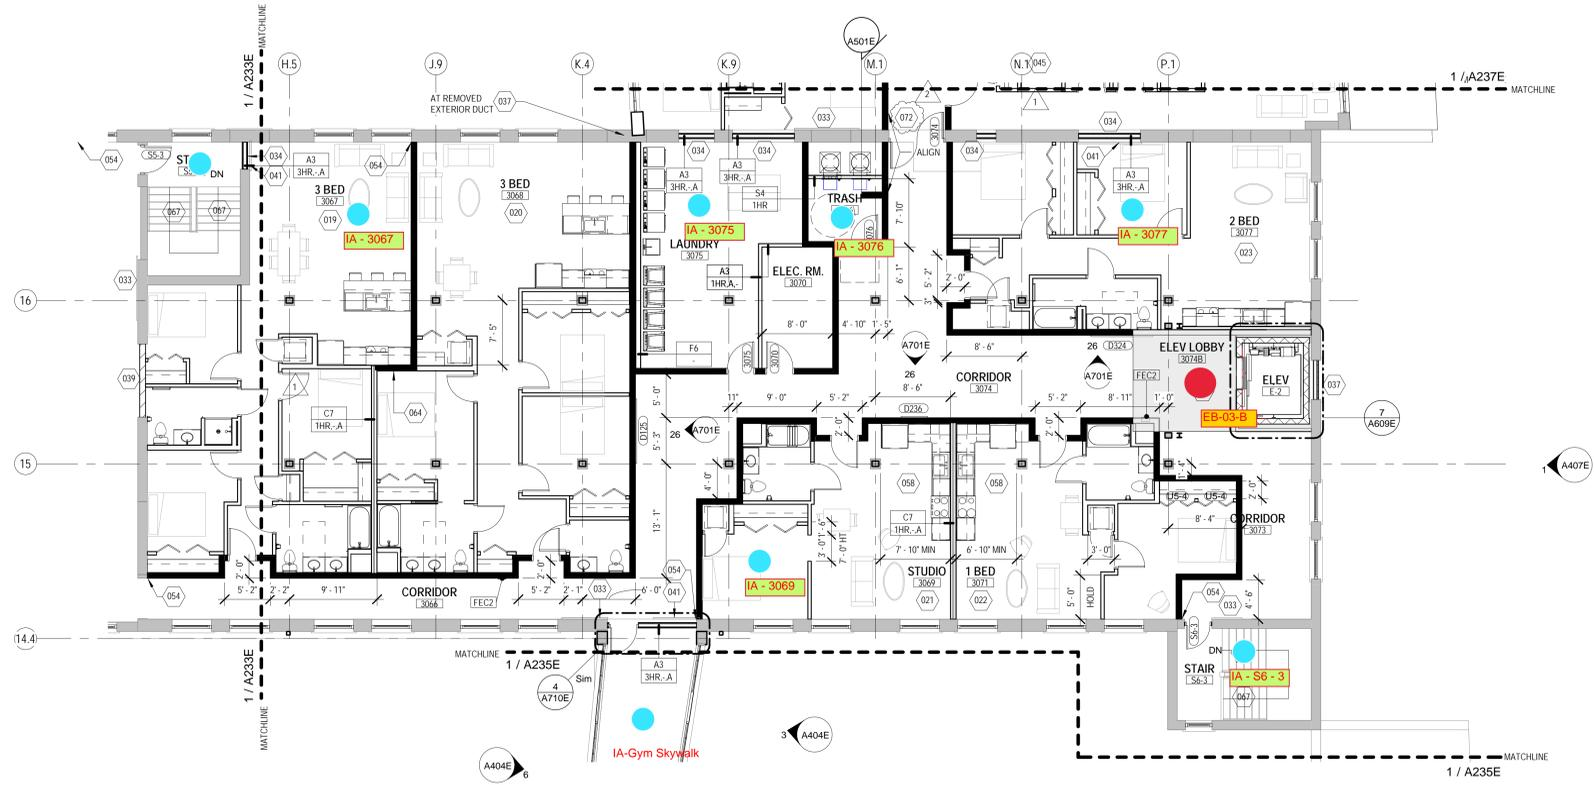 MATCHLINE
1 / A233E
H.5
J.9
K.4
K.9
M.1
N.1
045
P.1
A501E
1 / A237E
MATCHLINE
AT REMOVED
EXTERIOR DUCT
037
033
2
1
072
3074
ALIGN
034
054
S5-3
DN
034
041
A3
3HR,-,A
054
3 BED
3067
019
IA - 3067
3 BED
3068
020
067
067
033
034
034
A3
3HR,-,A
A3
3HR,-,A
S4
1HR
IA - 3075
LAUNDRY
3075
TRASH
IA - 3076
7' - 10"
034
041
A3
3HR,-,A
IA - 3077
2 BED
3077
023
A3
1HR,A,-
ELEC. RM.
3070
6' - 1"
5' - 2"
2' - 0"
3"
16
7' - 5"
8' - 0"
4' - 10"
1' - 5"
F6
-
3075
3070
A701E
26
8' - 6"
8' - 6"
CORRIDOR
3074
26
D324
A701E
ELEV LOBBY
3074B
FEC2
ELEV
E-2
037
EB-03-B
7
A609E
039
1
C7
1HR,-,A
064
5' - 0"
11"
9' - 0"
5' - 2"
D236
5' - 2"
8' - 11"
1' - 0"
D125
5' - 3"
26
A701E
2' - 0"
2' - 0"
15
4' - 0"
1' - 4"
1
A407E
058
058
U5-4
U5-4
2' - 0"
8' - 4"
CORRIDOR
3073
C7
1HR,-,A
13' - 1"
1' - 6"
3' - 0"
7' - 0" HT
7' - 10" MIN
6' - 10" MIN
3' - 0"
IA - 3069
STUDIO
3069
021
1 BED
3071
022
5' - 0"
HOLD
054
033
4' - 6"
054
2' - 0"
5' - 2"
2' - 2"
9' - 11"
CORRIDOR
3066
FEC2
2' - 0"
5' - 2"
2' - 1"
6' - 0"
033
054
041
14.4
MATCHLINE
1 / A235E
A3
3HR,-,A
4
A710E
Sim
S6-3
DN
STAIR
S6-3
IA - S6 - 3
067
1 / A233E
MATCHLINE
IA-Gym Skywalk
3
A404E
A404E
6
MATCHLINE
1 / A235E